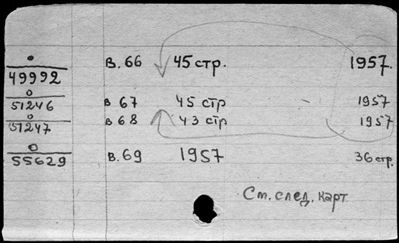 о
49992 в. 66 45 стр. 1957.
о
51246 в 67 45 стр 1957
о
51247 в 68 43 стр 1957
о
55629 в. 69 1957 36 стр.
См. след. карт